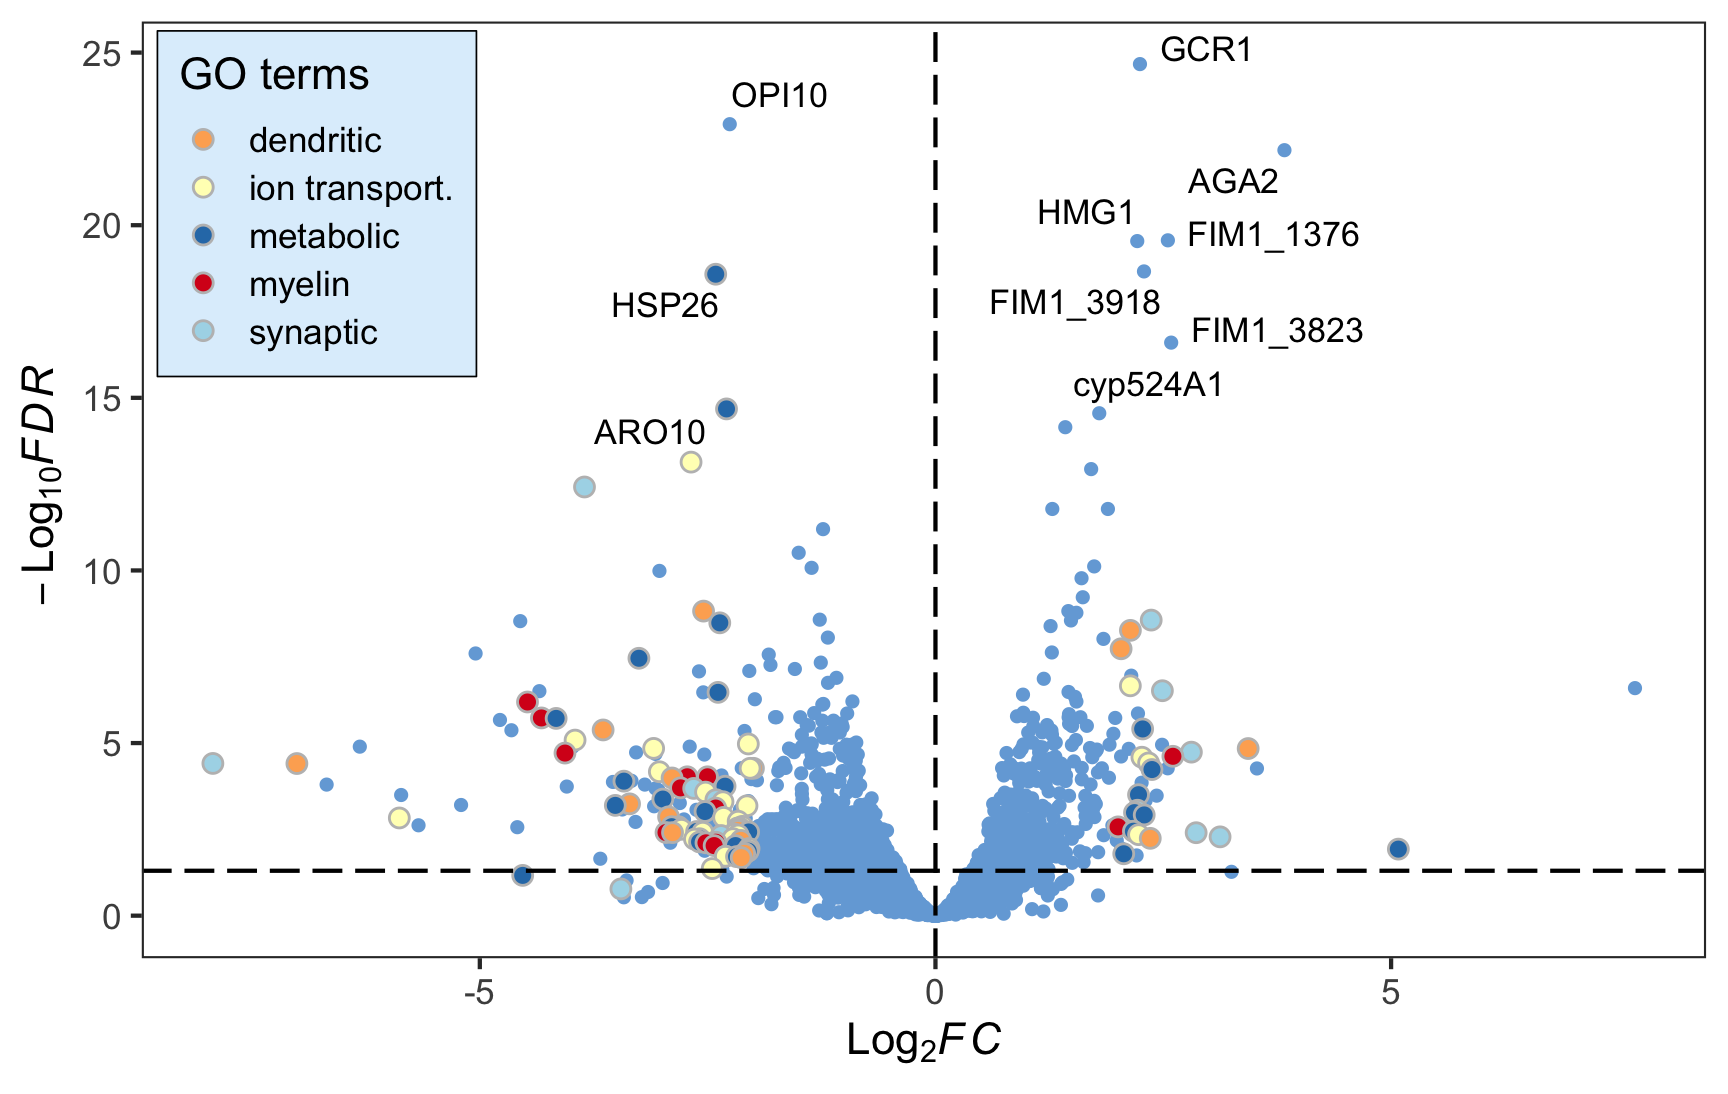 GO terms
dendritic
ion transport.
metabolic
myelin
synaptic
GCR1
OPI10
AGA2
HMG1
FIM1_1376
HSP26
FIM1_3918
FIM1_3823
cyp524A1
ARO10
25
20
15
10
5
0
−Log10FDR
-5
0
5
Log2FC